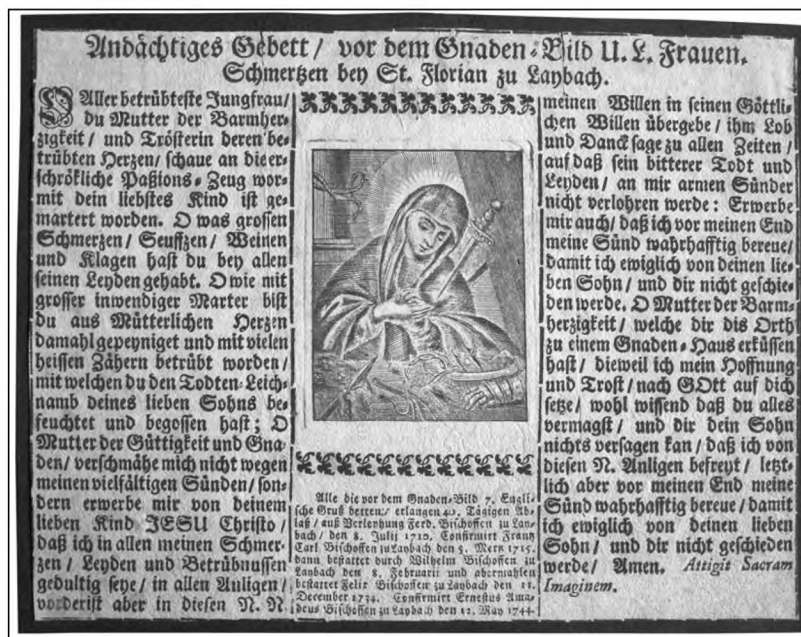 Andächtiges Gebett / vor dem Gnaden-Bild U. L. Frauen,
Schmertzen bey St. Florian zu Laybach.
O Aller betrübteste Jungfrau /
du Mutter der Barmher-
zigkeit / und Trösterin deren be-
trübten Hertzen / schaue an die er-
schrökliche Paßions-Zeug wor-
mit dein liebstes Kind ist ge-
martert worden. O was grossen
Schmertzen / Seufftzen / Weinen
und Klagen hast du bey allen
seinen Leyden gehabt. O wie mit
grosser inwendiger Marter bist
du aus Mütterlichen Hertzen
damahl gepeyniget und mit vielen
heissen Zähern betrübt worden /
mit welchen du den Todten-Leich-
namb deines lieben Sohns be-
feuchtet und begossen hast; O
Mutter der Güttigkeit und Gna-
den / verschmähe mich nicht wegen
meinen vielfältigen Sünden / son-
dern erwerbe mir von deinem
lieben Kind JESU Christo /
daß ich in allen meinen Schmer-
zen / Leyden und Betrübnussen
gedultig seye / in allen Anligen /
vorderist aber in diesen N. N.
Alle die vor dem Gnaden-Bild 7. Engli-
sche Gruß betten / erlangen 40. Tägigen Ab-
laß / auß Verleyhung Ferd. Bischoffen zu Lay-
bach / den 8. Julij 1710. Confirmirt Frantz
Carl Bischoffen zu Laybach den 5. Mertz 1715.
dann bestattet durch Wilhelm Bischoffen zu
Laybach den 8. Februarii und abermahlen
bestattet Felix Bischoffen zu Laybach den 11.
December 1734. Confirmirt Ernestus Ama-
deus Bischoffen zu Laybach den 12. May 1744.
meinen Willen in seinen Göttli-
chen Willen übergebe / ihm Lob
und Danck sage zu allen Zeiten /
auf daß sein bitterer Todt und
Leyden / an mir armen Sünder
nicht verlohren werde: Erwerbe
mir auch / daß ich vor meinen End
meine Sünd wahrhafftig bereue /
damit ich ewiglich von deinen lie-
ben Sohn / und dir nicht geschie-
den werde. O Mutter der Barm-
hertzigkeit / welche dir dis Orth
zu einem Gnaden-Haus erküssen
hast / dieweil ich mein Hoffnung
und Trost / nach GOtt auf dich
setze / wohl wissend daß du alles
vermagst / und dir dein Sohn
nichts versagen kan / daß ich von
diesen N. Anligen befreyt / letzt-
lich aber vor meinen End meine
Sünd wahrhafftig bereue / damit
ich ewiglich von deinen lieben
Sohn / und dir nicht geschieden
werde / Amen. Attigit Sacram
Imaginem.